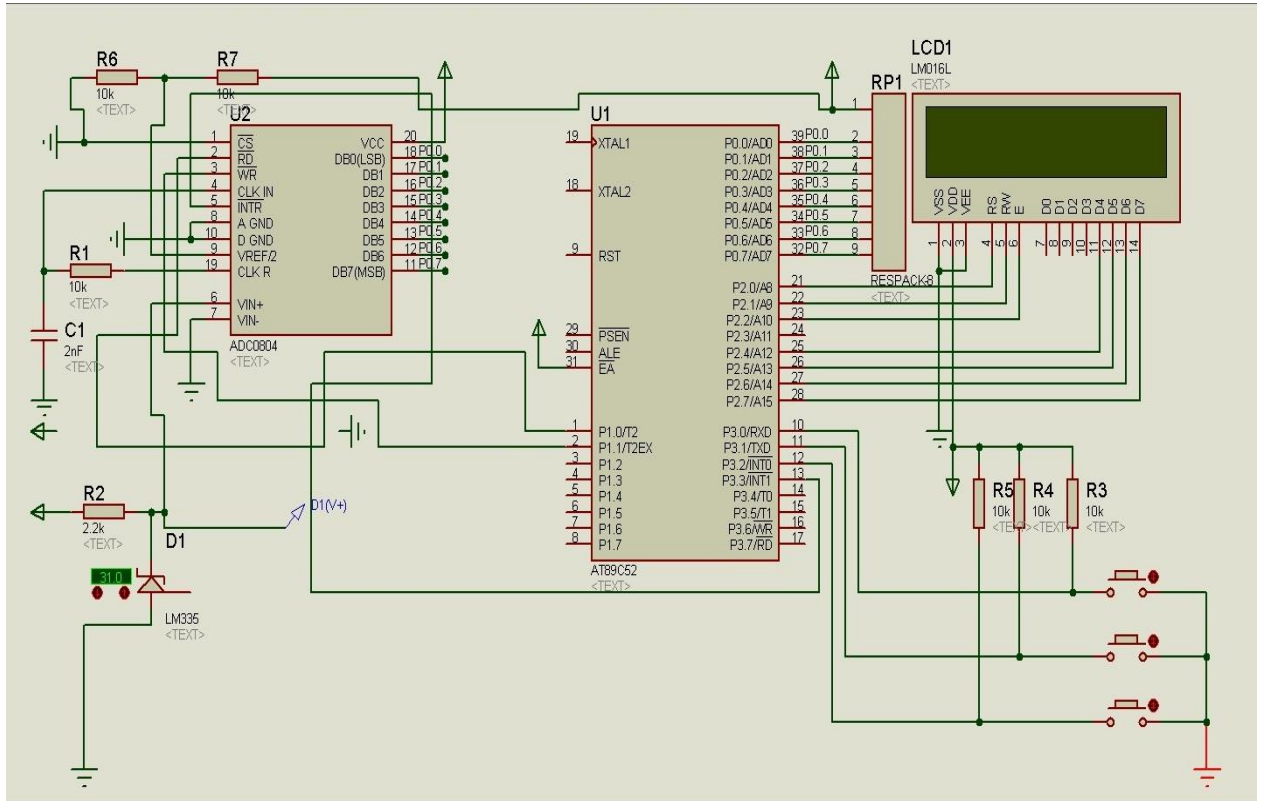 R6
10k
<TEXT>
R7
10k
<TEXT>
U2
1
CS
2
RD
3
WR
4
CLK IN
5
INTR
8
A GND
10
D GND
9
VREF/2
19
CLK R
6
VIN+
7
VIN-
VCC
20
DB0(LSB)
18
P0.0
DB1
17
P0.1
DB2
16
P0.2
DB3
15
P0.3
DB4
14
P0.4
DB5
13
P0.5
DB6
12
P0.6
DB7(MSB)
11
P0.7
ADC0804
<TEXT>
R1
10k
<TEXT>
C1
2nF
<TEXT>
R2
2.2k
<TEXT>
D1
D1(V+)
31.0
LM335
<TEXT>
U1
19
XTAL1
18
XTAL2
9
RST
29
PSEN
30
ALE
31
EA
1
P1.0/T2
2
P1.1/T2EX
3
P1.2
4
P1.3
5
P1.4
6
P1.5
7
P1.6
8
P1.7
P0.0/AD0
39
P0.0
P0.1/AD1
38
P0.1
P0.2/AD2
37
P0.2
P0.3/AD3
36
P0.3
P0.4/AD4
35
P0.4
P0.5/AD5
34
P0.5
P0.6/AD6
33
P0.6
P0.7/AD7
32
P0.7
P2.0/A8
21
P2.1/A9
22
P2.2/A10
23
P2.3/A11
24
P2.4/A12
25
P2.5/A13
26
P2.6/A14
27
P2.7/A15
28
P3.0/RXD
10
P3.1/TXD
11
P3.2/INT0
12
P3.3/INT1
13
P3.4/T0
14
P3.5/T1
15
P3.6/WR
16
P3.7/RD
17
AT89C52
<TEXT>
RP1
1
2
3
4
5
6
7
8
9
RESPACK-8
<TEXT>
LCD1
LM016L
<TEXT>
VSS
VDD
VEE
RS
RW
E
D0
D1
D2
D3
D4
D5
D6
D7
1
2
3
4
5
6
7
8
9
10
11
12
13
14
R5
10k
<TEXT>
R4
10k
<TEXT>
R3
10k
<TEXT>